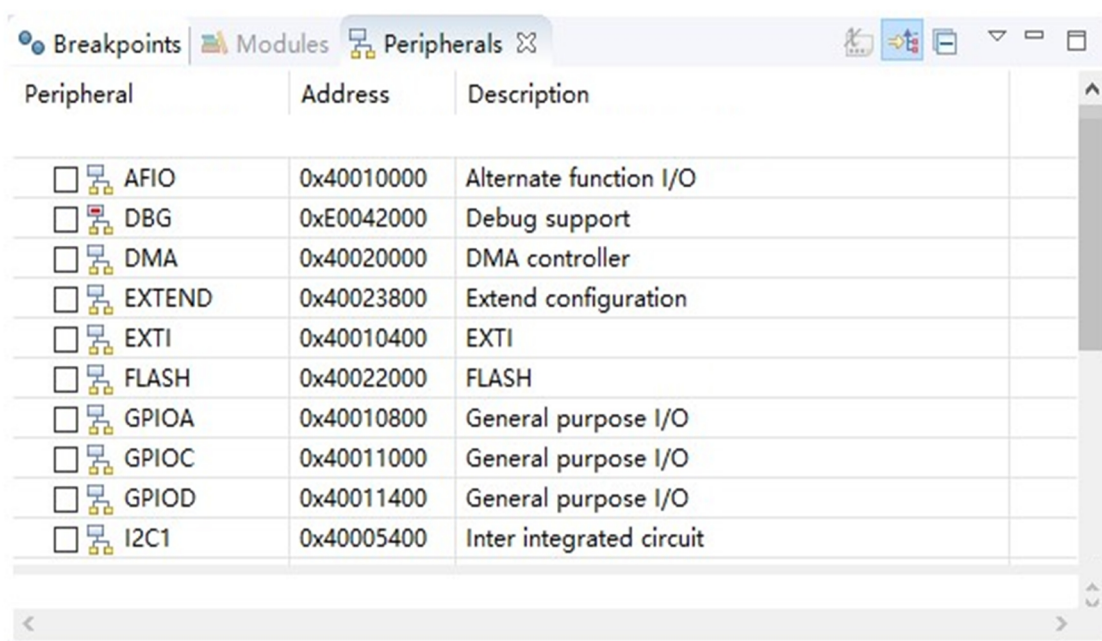 Breakpoints Modules Peripherals
Peripheral Address Description
AFIO 0x40010000 Alternate function I/O
DBG 0xE0042000 Debug support
DMA 0x40020000 DMA controller
EXTEND 0x40023800 Extend configuration
EXTI 0x40010400 EXTI
FLASH 0x40022000 FLASH
GPIOA 0x40010800 General purpose I/O
GPIOC 0x40011000 General purpose I/O
GPIOD 0x40011400 General purpose I/O
I2C1 0x40005400 Inter integrated circuit